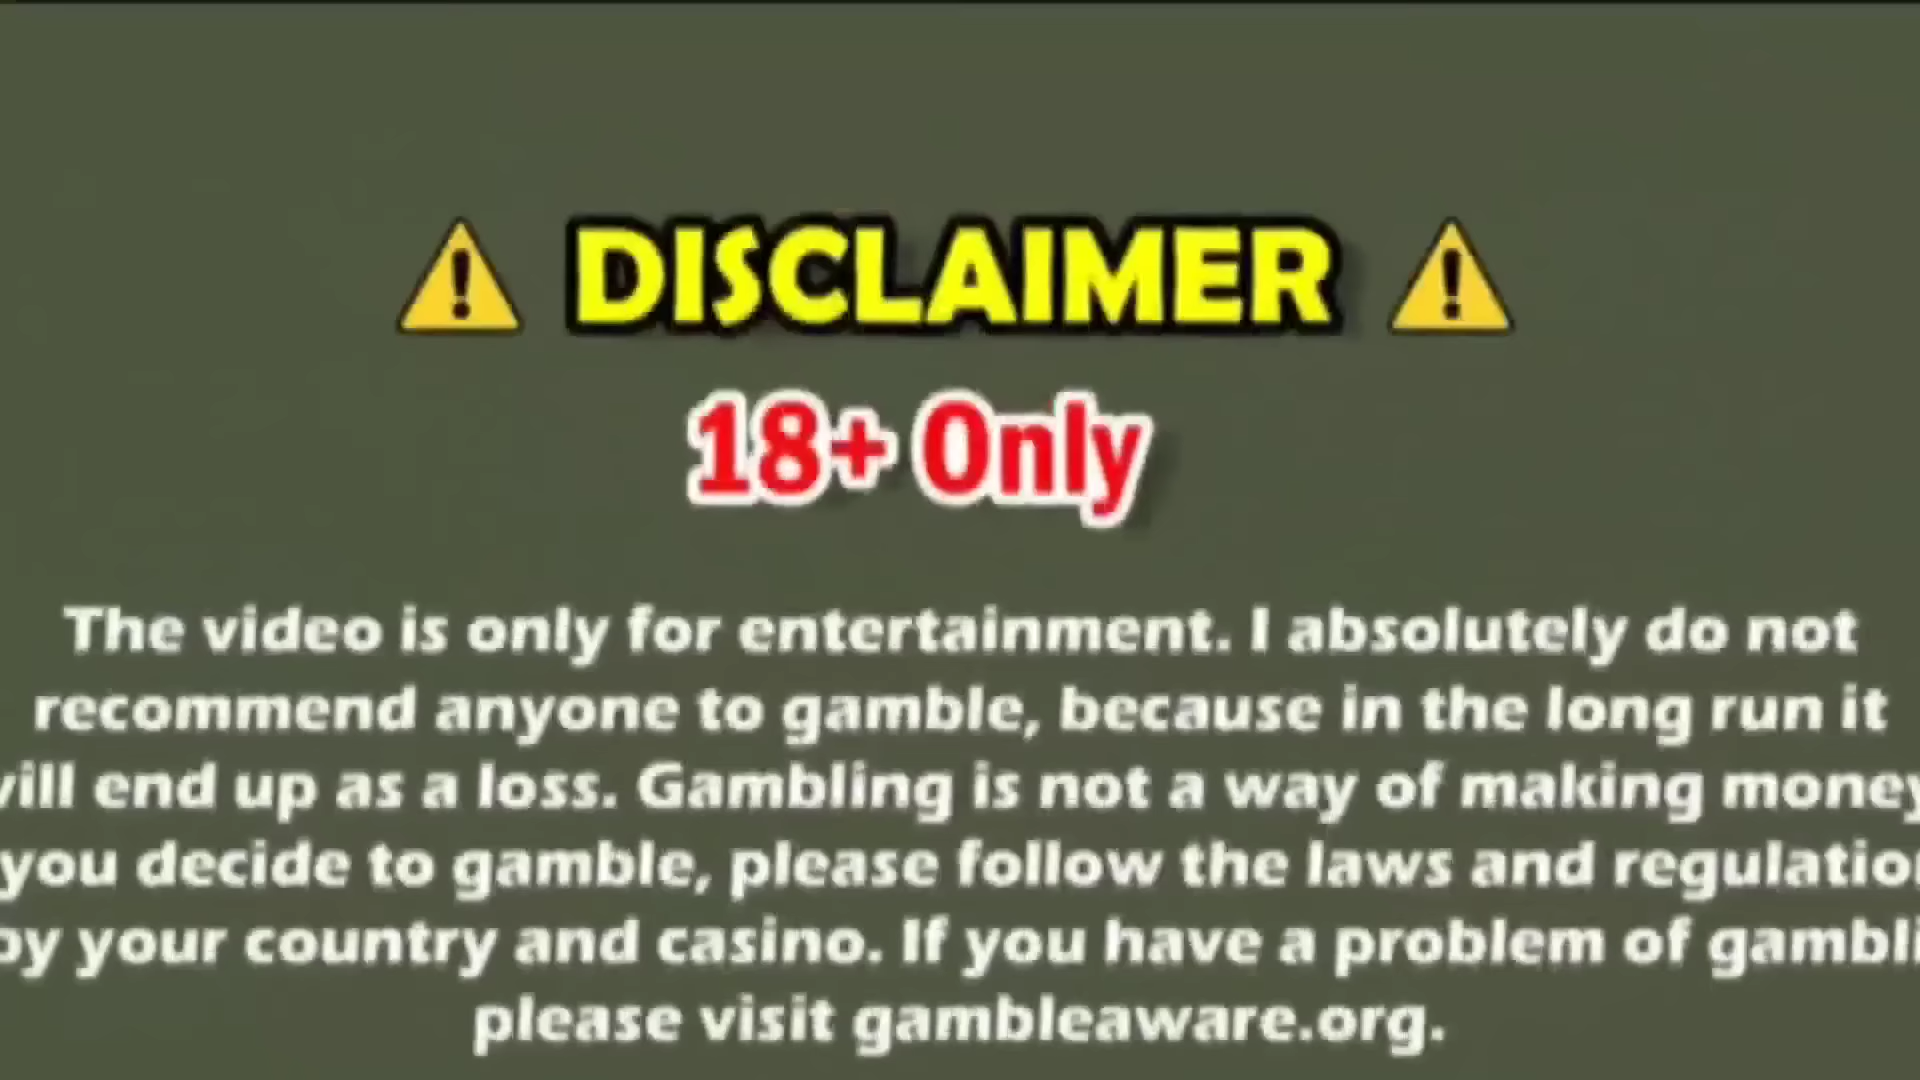 ⚠ DISCLAIMER ⚠
18+ Only
The video is only for entertainment. I absolutely do not
recommend anyone to gamble, because in the long run it
will end up as a loss. Gambling is not a way of making money
you decide to gamble, please follow the laws and regulation
by your country and casino. If you have a problem of gambli
please visit gambleaware.org.